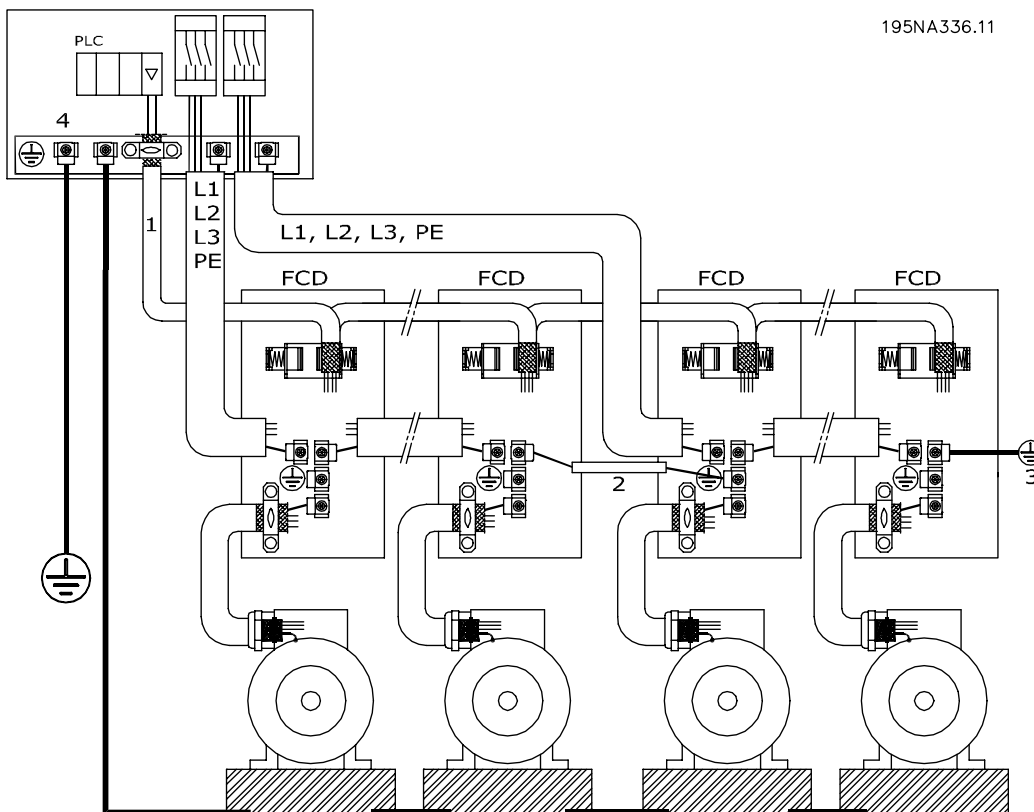 195NA336.11
PLC
4
1
L1
L2
L3
PE
L1, L2, L3, PE
FCD
FCD
FCD
FCD
2
3